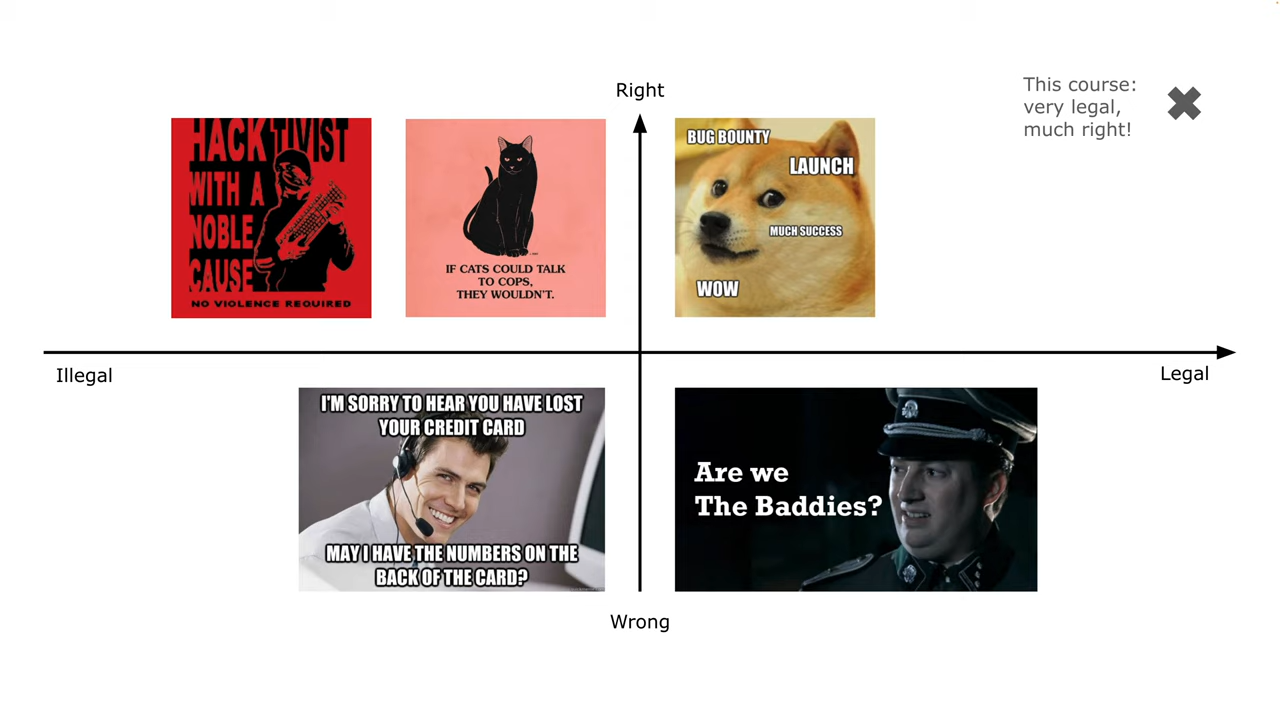 Right
This course:
very legal,
much right!
HACKTIVIST
WITH A
NOBLE
CAUSE
NO VIOLENCE REQUIRED
IF CATS COULD TALK
TO COPS,
THEY WOULDN'T.
BUG BOUNTY
LAUNCH
MUCH SUCCESS
WOW
Illegal
Legal
I'M SORRY TO HEAR YOU HAVE LOST
YOUR CREDIT CARD
MAY I HAVE THE NUMBERS ON THE
BACK OF THE CARD?
Are we
The Baddies?
Wrong